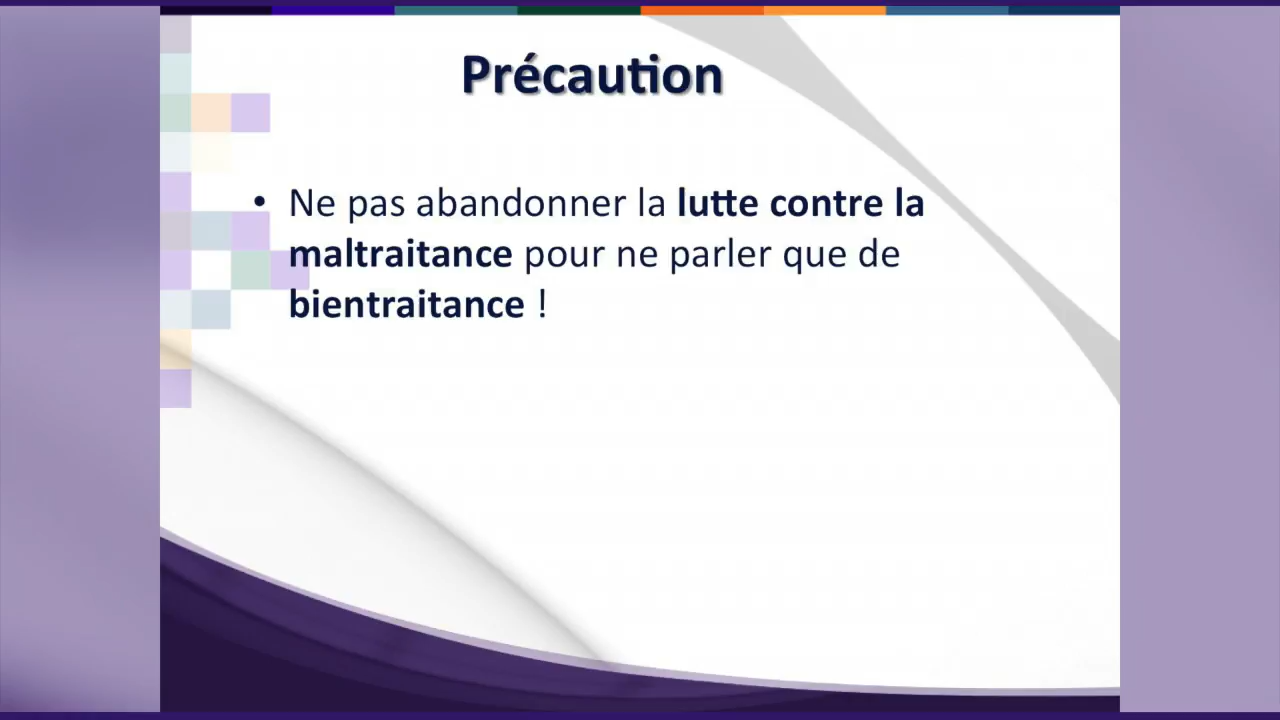 Précaution
• Ne pas abandonner la lutte contre la
maltraitance pour ne parler que de
bientraitance !